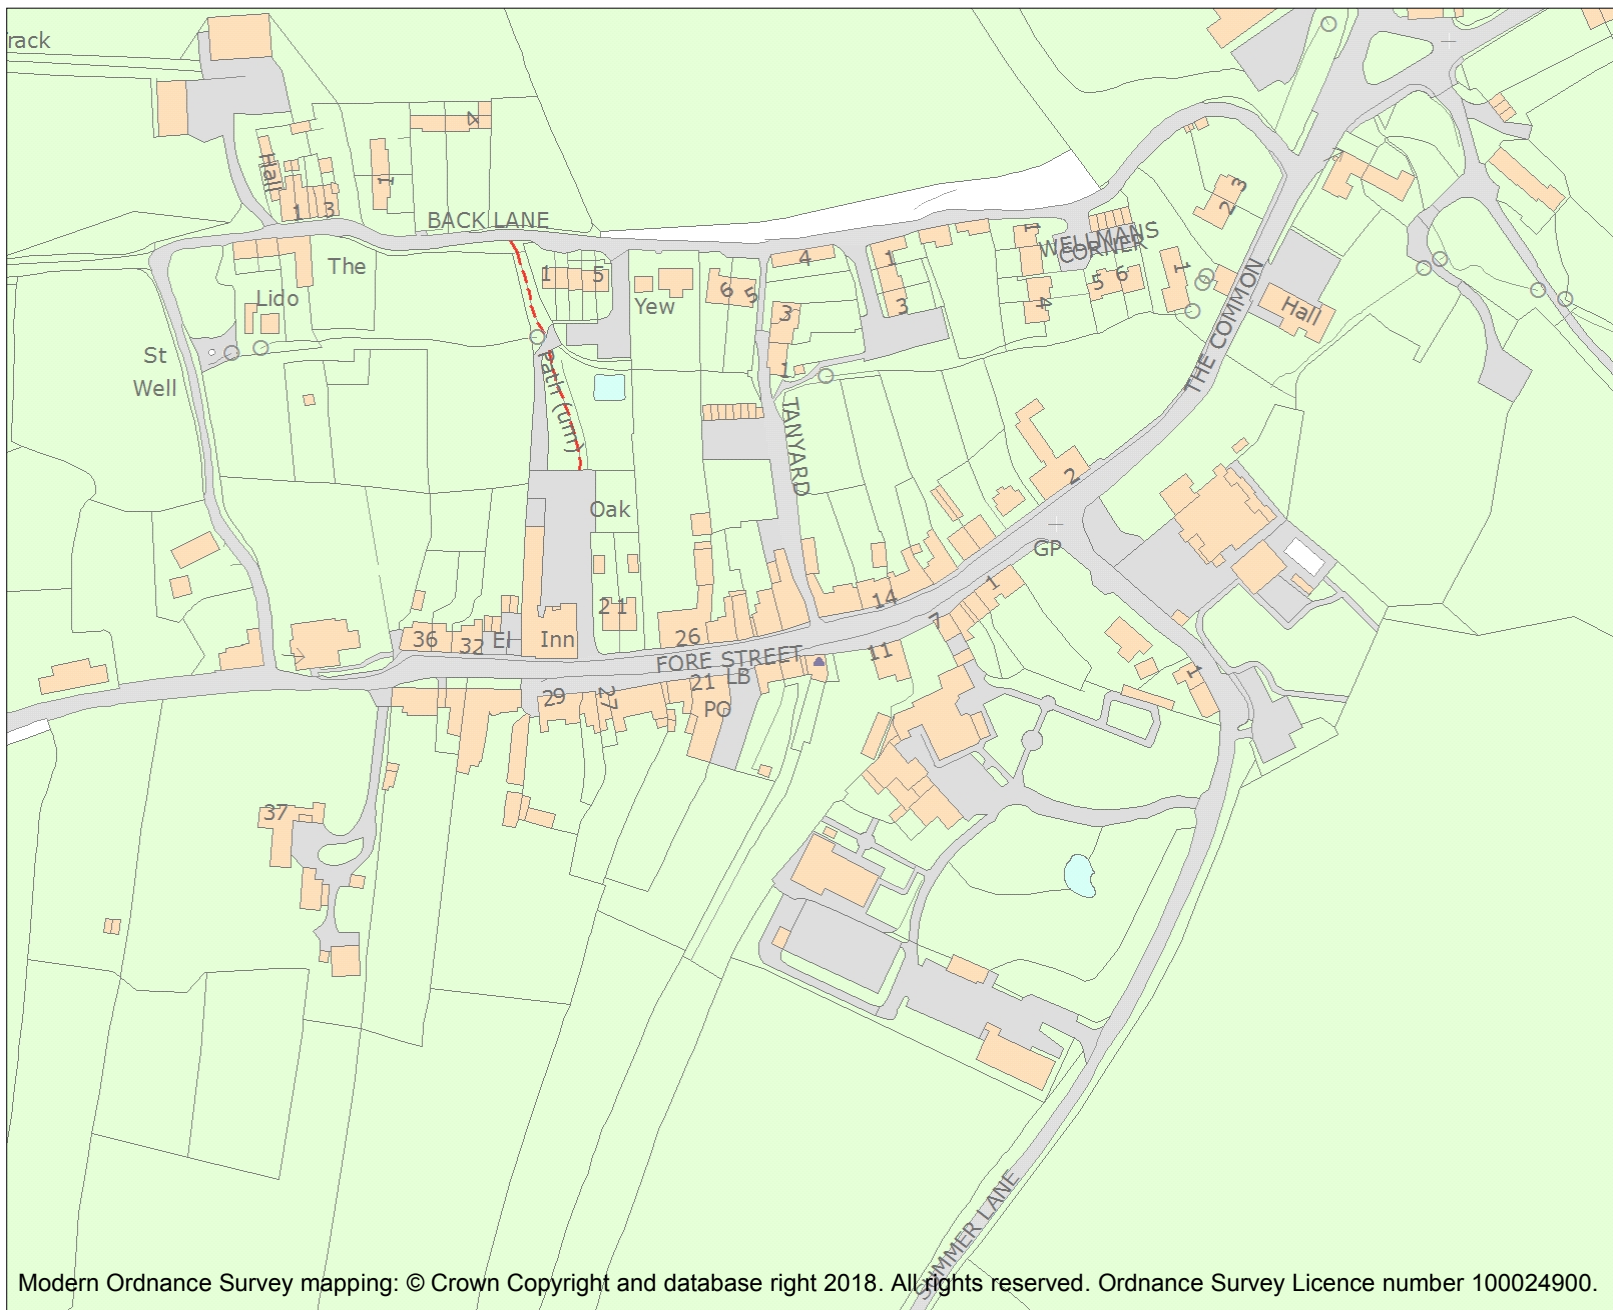 rack
4
Hall
1
1 3
BACK LANE
The
Lido
St
Well
1 5
Yew
6 5
4
3
1
1
3
1
WELLMANS
CORNER
4
5 6
1
2 3
7
THE COMMON
Hall
Path (um)
TANYARD
2
GP
Oak
2 1
36
32
El
Inn
26
14
1
7
11
FORE STREET
LB
21
PO
29
27
1
37
SUMMER LANE
Modern Ordnance Survey mapping: © Crown Copyright and database right 2018. All rights reserved. Ordnance Survey Licence number 100024900.